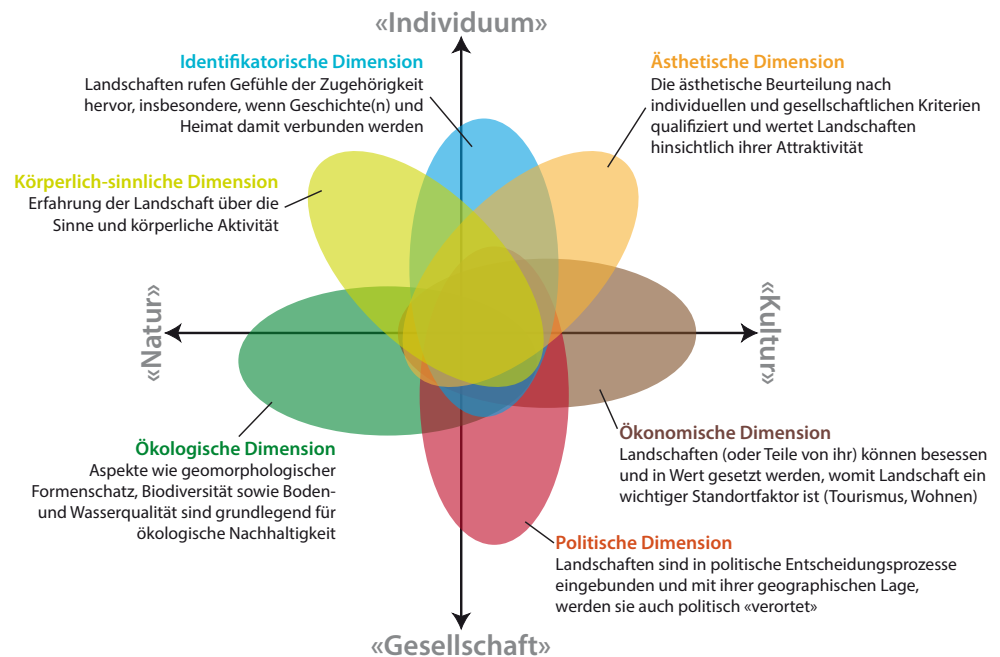 «Individuum»
Identifikatorische Dimension
Landschaften rufen Gefühle der Zugehörigkeit
hervor, insbesondere, wenn Geschichte(n) und
Heimat damit verbunden werden
Ästhetische Dimension
Die ästhetische Beurteilung nach
individuellen und gesellschaftlichen Kriterien
qualifiziert und wertet Landschaften
hinsichtlich ihrer Attraktivität
Körperlich-sinnliche Dimension
Erfahrung der Landschaft über die
Sinne und körperliche Aktivität
«Natur»
«Kultur»
Ökologische Dimension
Aspekte wie geomorphologischer
Formenschatz, Biodiversität sowie Boden-
und Wasserqualität sind grundlegend für
ökologische Nachhaltigkeit
Ökonomische Dimension
Landschaften (oder Teile von ihr) können besessen
und in Wert gesetzt werden, womit Landschaft ein
wichtiger Standortfaktor ist (Tourismus, Wohnen)
Politische Dimension
Landschaften sind in politische Entscheidungsprozesse
eingebunden und mit ihrer geographischen Lage,
werden sie auch politisch «verortet»
«Gesellschaft»